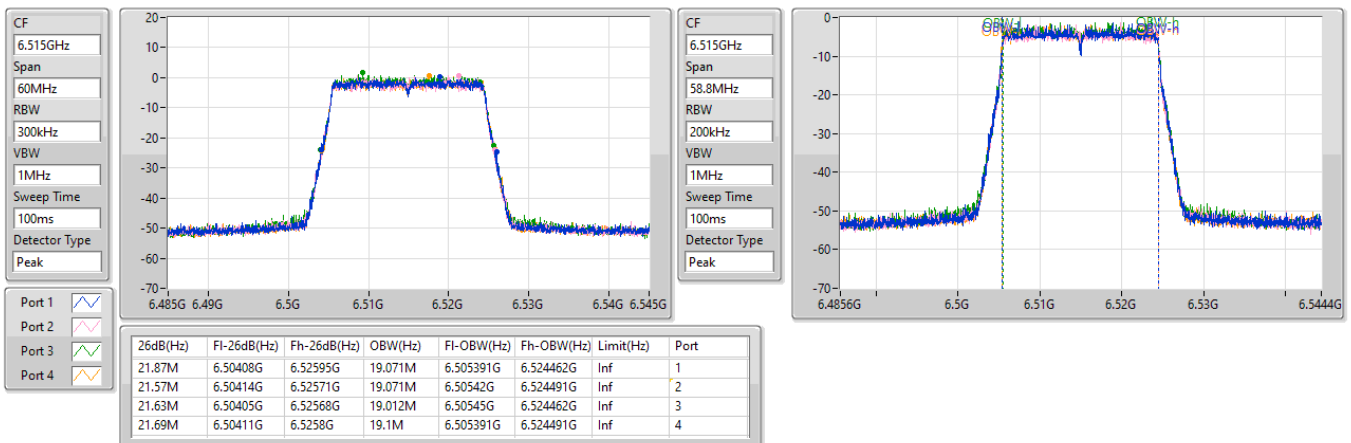 CF
6.515GHz
Span
60MHz
RBW
300kHz
VBW
1MHz
Sweep Time
100ms
Detector Type
Peak
Port 1
Port 2
Port 3
Port 4
20
10
0
-10
-20
-30
-40
-50
-60
-70
6.485G 6.49G 6.5G 6.51G 6.52G 6.53G 6.54G 6.545G
CF
6.515GHz
Span
58.8MHz
RBW
200kHz
VBW
1MHz
Sweep Time
100ms
Detector Type
Peak
OBW-l OBW-h
0
-10
-20
-30
-40
-50
-60
-70
6.4856G 6.5G 6.51G 6.52G 6.53G 6.5444G
26dB(Hz) Fl-26dB(Hz) Fh-26dB(Hz) OBW(Hz) Fl-OBW(Hz) Fh-OBW(Hz) Limit(Hz) Port
21.87M 6.50408G 6.52595G 19.071M 6.505391G 6.524462G Inf 1
21.57M 6.50414G 6.52571G 19.071M 6.50542G 6.524491G Inf 2
21.63M 6.50405G 6.52568G 19.012M 6.50545G 6.524462G Inf 3
21.69M 6.50411G 6.5258G 19.1M 6.505391G 6.524491G Inf 4